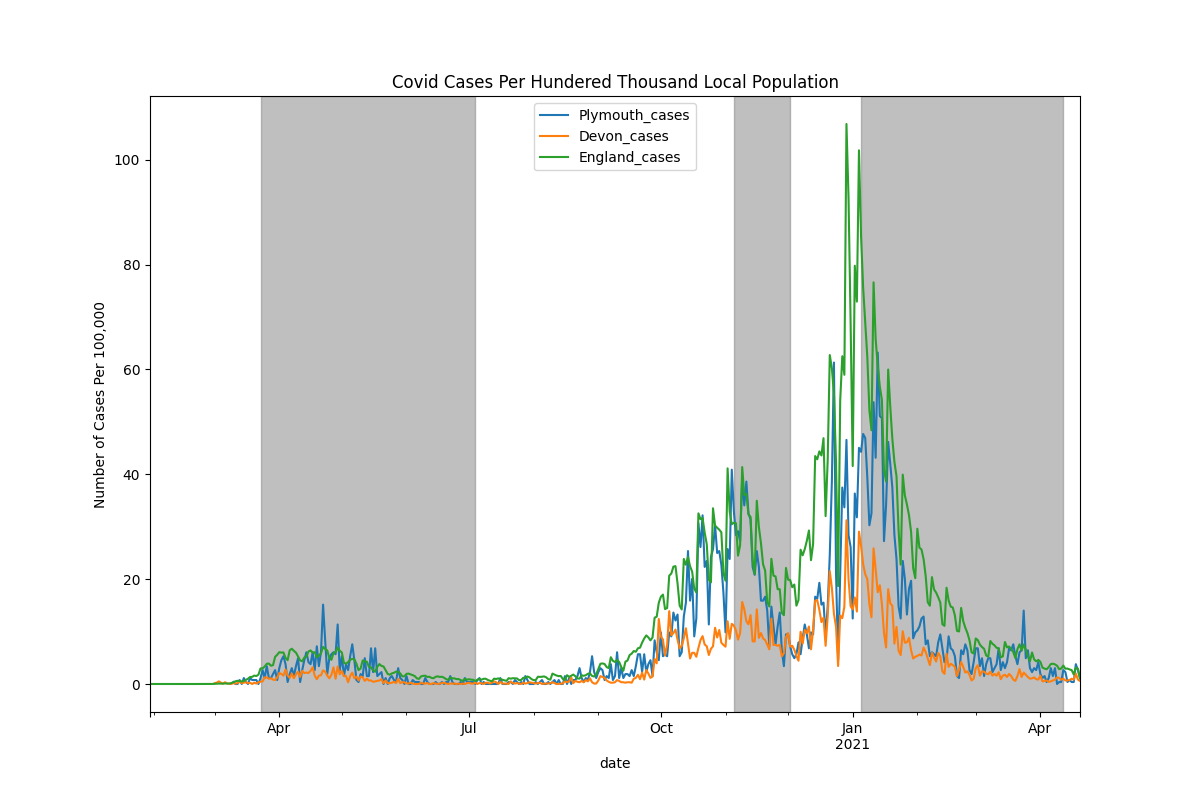 Covid Cases Per Hundered Thousand Local Population
Plymouth_cases
Devon_cases
England_cases
Number of Cases Per 100,000
100
80
60
40
20
0
Apr
Jul
Oct
Jan
2021
Apr
date